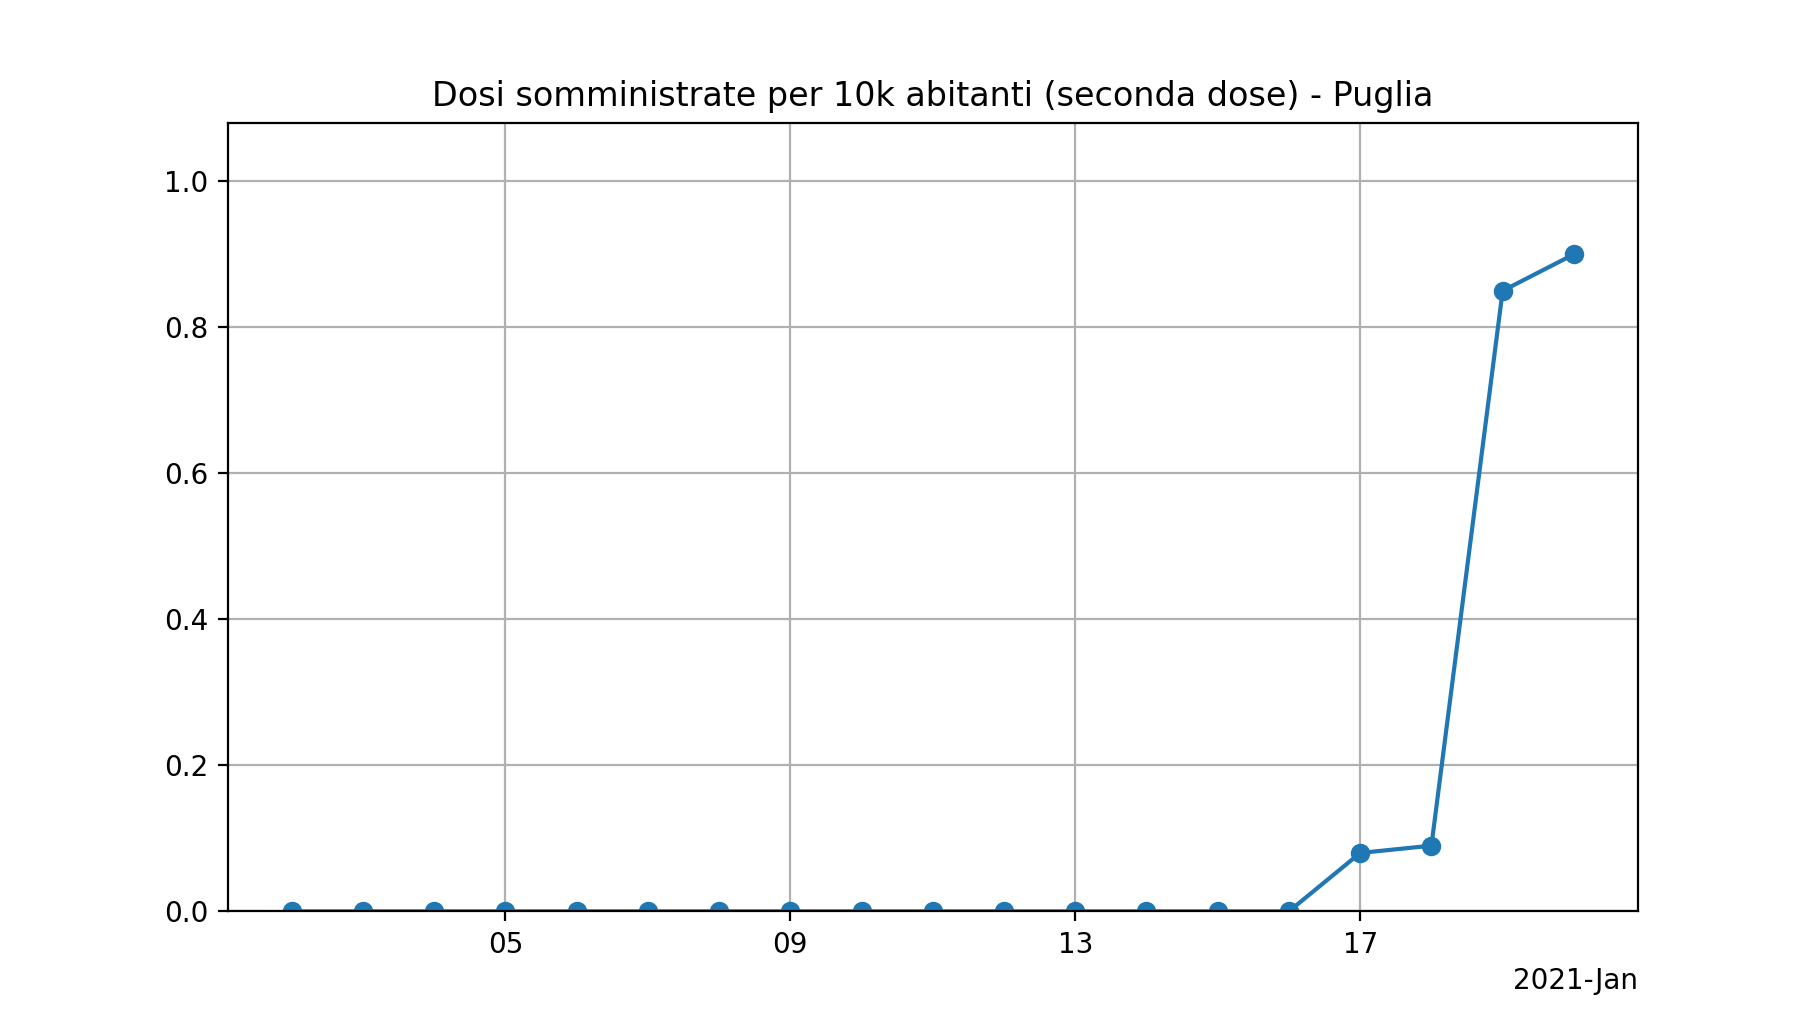 Dosi somministrate per 10k abitanti (seconda dose) - Puglia
1.0
0.8
0.6
0.4
0.2
0.0
05 09 13 17
2021-Jan